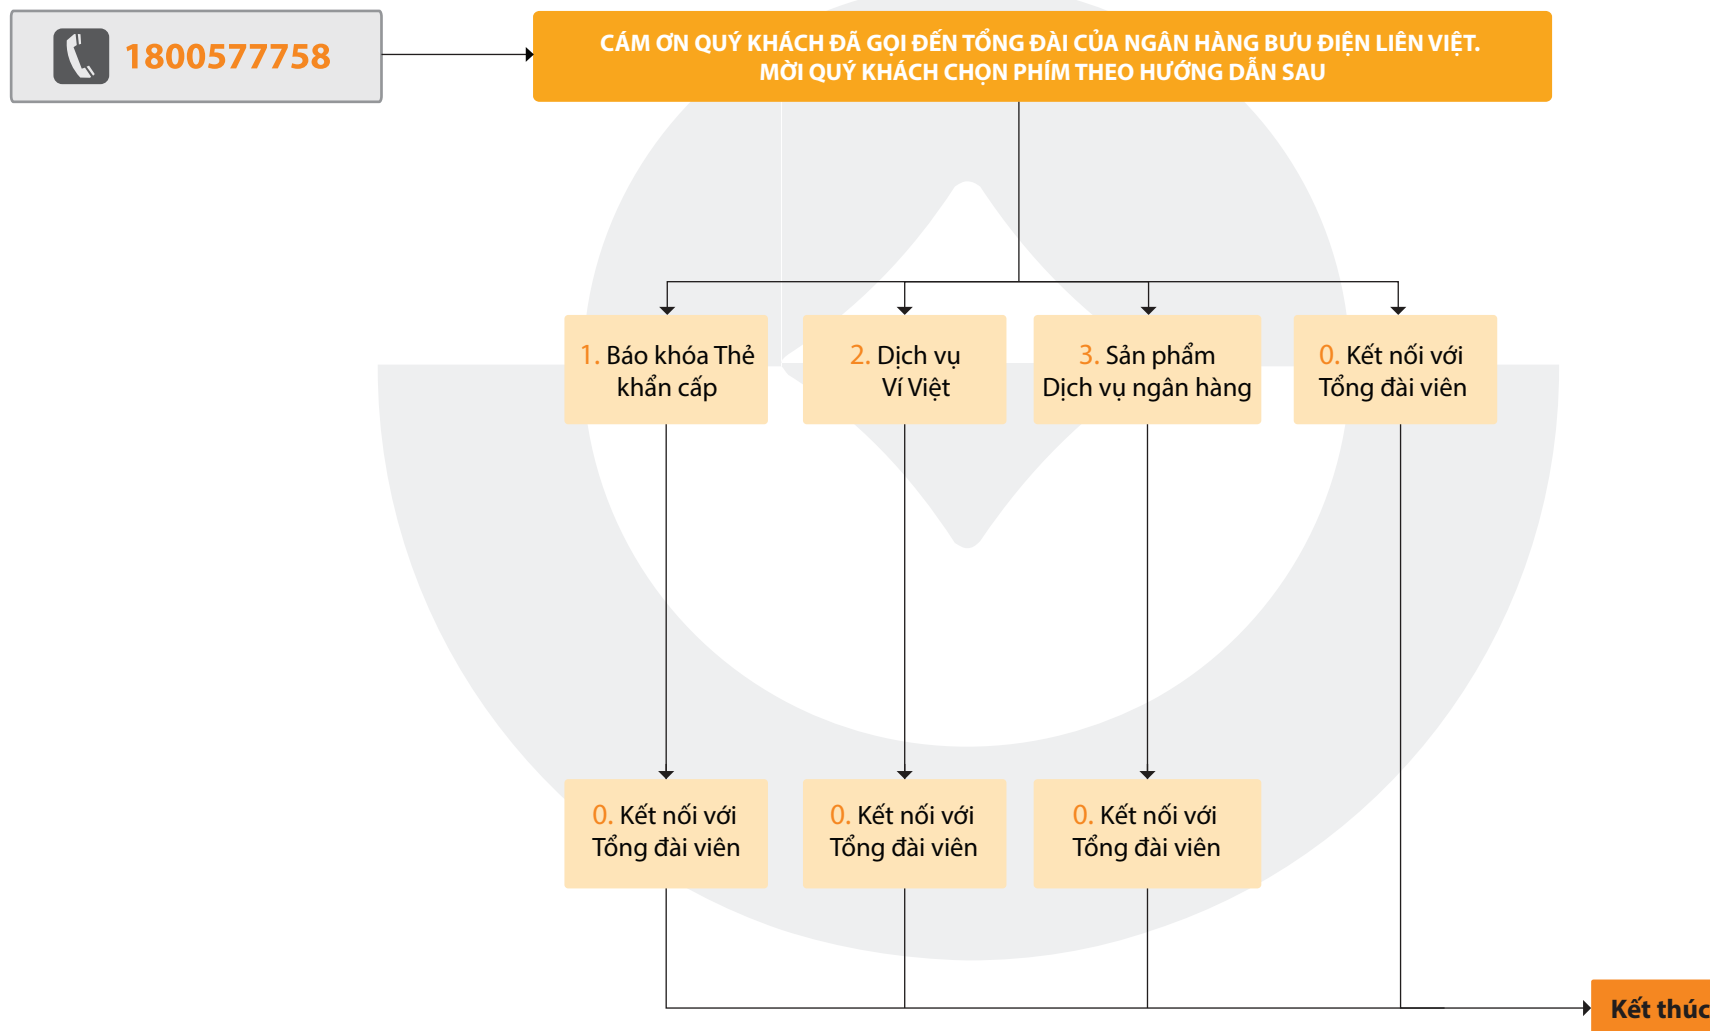 1800577758
CÁM ƠN QUÝ KHÁCH ĐÃ GỌI ĐẾN TỔNG ĐÀI CỦA NGÂN HÀNG BƯU ĐIỆN LIÊN VIỆT.
MỜI QUÝ KHÁCH CHỌN PHÍM THEO HƯỚNG DẪN SAU
1. Báo khóa Thẻ
khẩn cấp
2. Dịch vụ
Ví Việt
3. Sản phẩm
Dịch vụ ngân hàng
0. Kết nối với
Tổng đài viên
0. Kết nối với
Tổng đài viên
0. Kết nối với
Tổng đài viên
0. Kết nối với
Tổng đài viên
Kết thúc